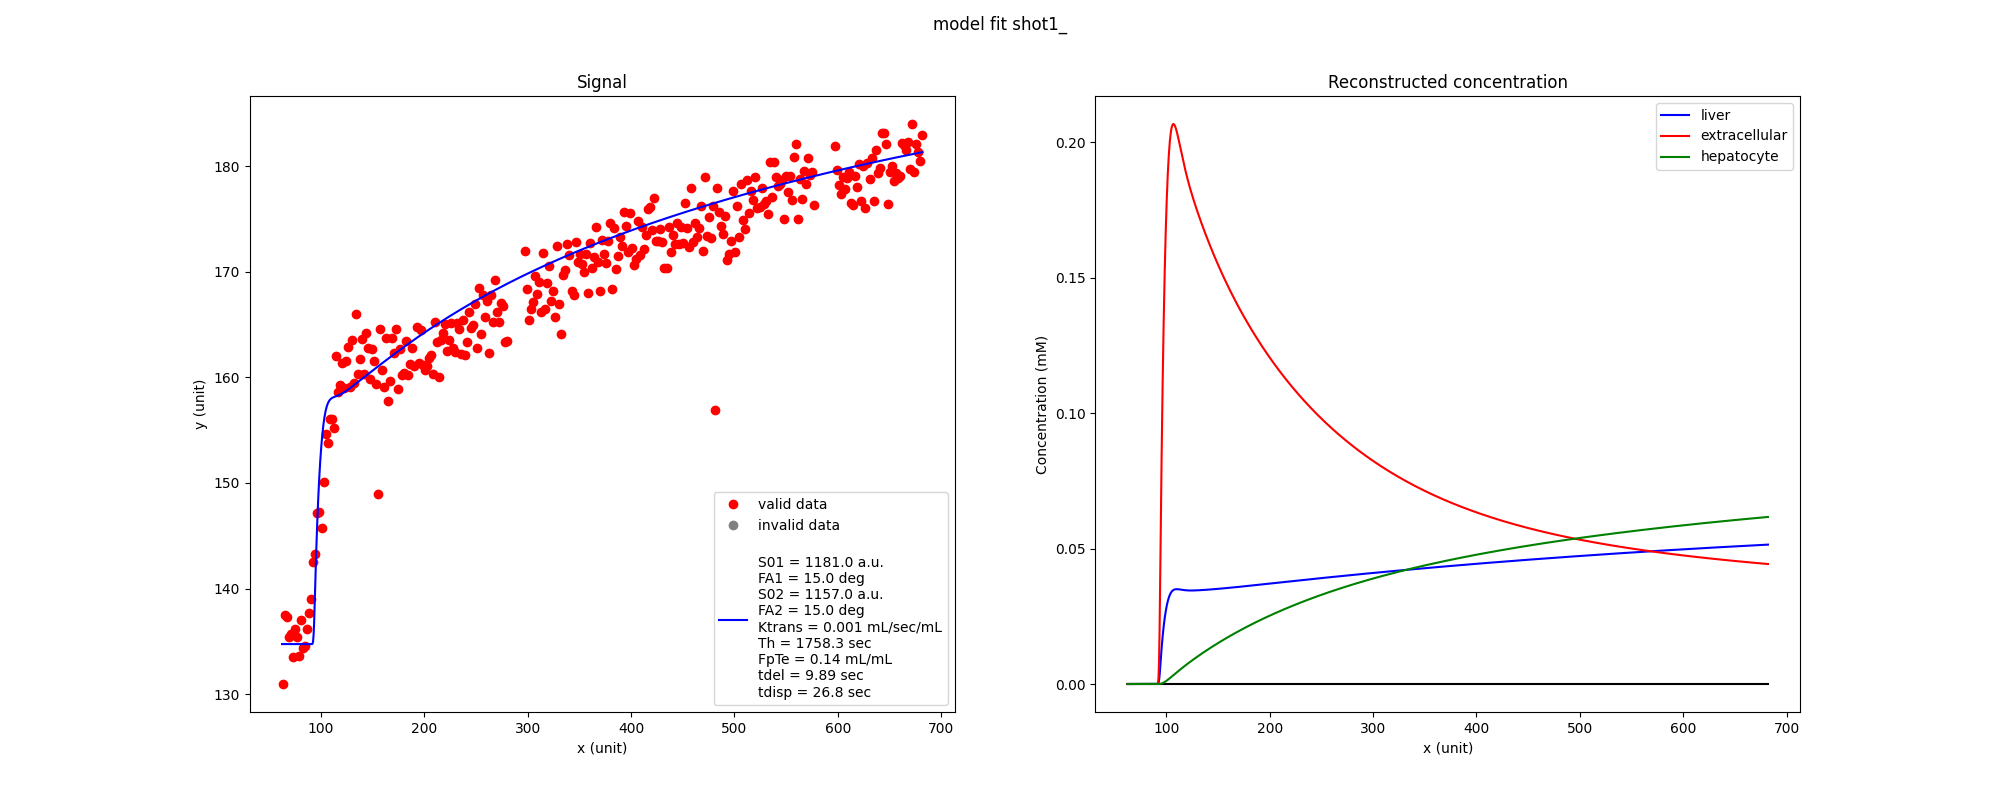 model fit shot1_
Signal
y (unit)
180
170
160
150
140
130
valid data
invalid data
S01 = 1181.0 a.u.
FA1 = 15.0 deg
S02 = 1157.0 a.u.
FA2 = 15.0 deg
Ktrans = 0.001 mL/sec/mL
Th = 1758.3 sec
FpTe = 0.14 mL/mL
tdel = 9.89 sec
tdisp = 26.8 sec
100 200 300 400 500 600 700
x (unit)
Reconstructed concentration
Concentration (mM)
0.20
0.15
0.10
0.05
0.00
liver
extracellular
hepatocyte
100 200 300 400 500 600 700
x (unit)